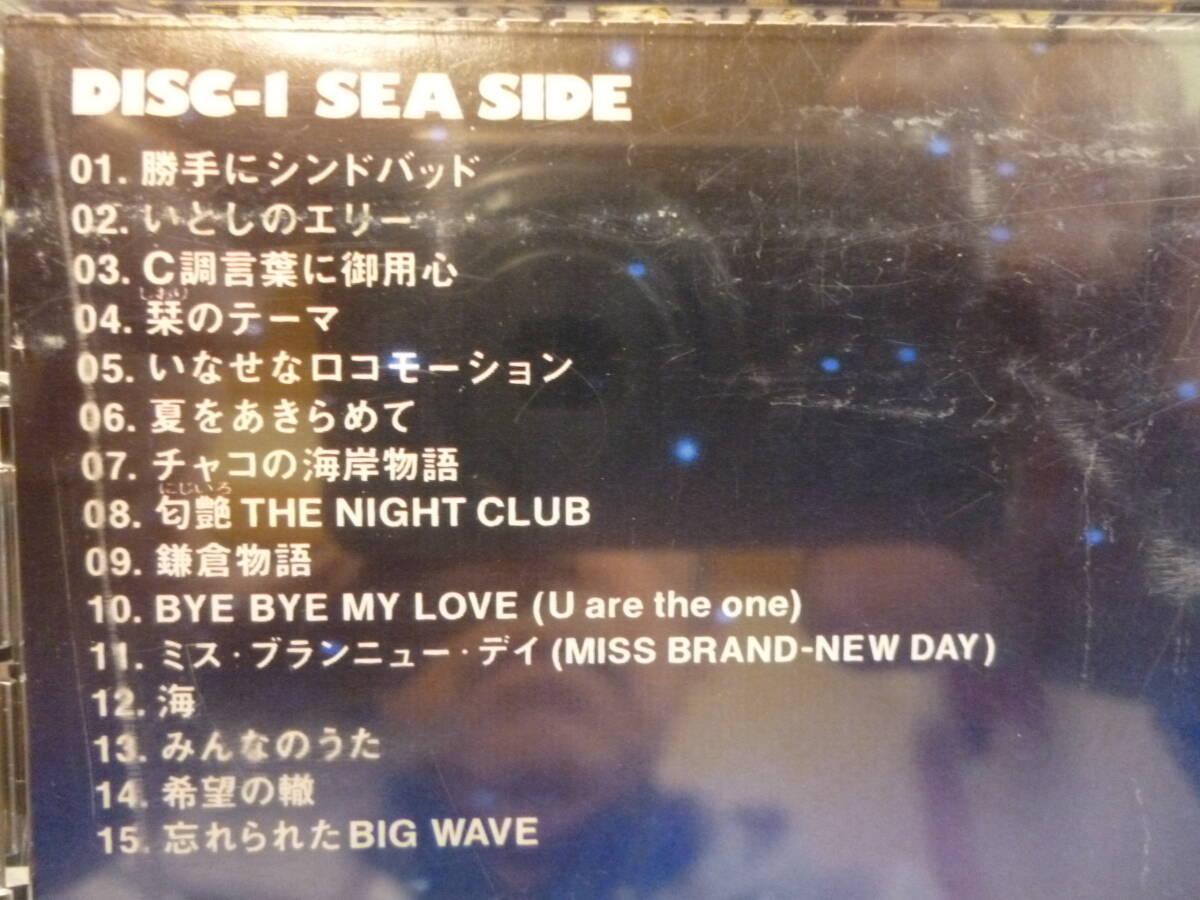 DISC-1 SEA SIDE
01. 勝手にシンドバッド
02. いとしのエリー
03. C調言葉に御用心
しおり
04. 栞のテーマ
05. いなせなロコモーション
06. 夏をあきらめて
07. チャコの海岸物語
にじいろ
08. 匂艶 THE NIGHT CLUB
09. 鎌倉物語
10. BYE BYE MY LOVE (U are the one)
11. ミス・ブランニュー・デイ (MISS BRAND-NEW DAY)
12. 海
13. みんなのうた
14. 希望の轍
15. 忘れられたBIG WAVE